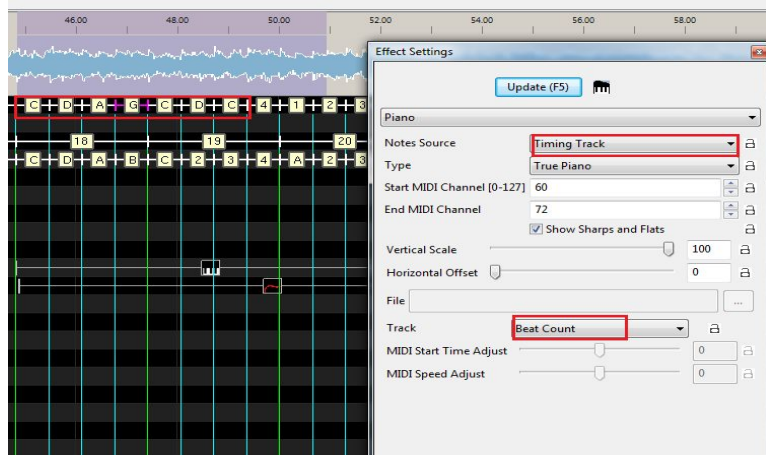 46.00 48.00 50.00 52.00 54.00 56.00 58.00
Effect Settings
Update (F5)
Piano
Notes Source Timing Track
Type True Piano
Start MIDI Channel [0-127] 60
End MIDI Channel 72
Show Sharps and Flats
Vertical Scale 100
Horizontal Offset 0
File ...
Track Beat Count
MIDI Start Time Adjust 0
MIDI Speed Adjust 0
C D A G C D C 4 1 2 3
18 19 20
C D A B C 2 3 4 A 2 3